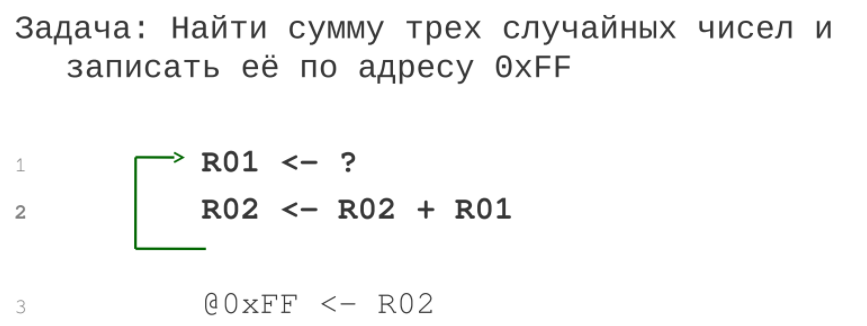 Задача: Найти сумму трех случайных чисел и
записать её по адресу 0xFF
1 R01 <- ?
2 R02 <- R02 + R01
3 @0xFF <- R02